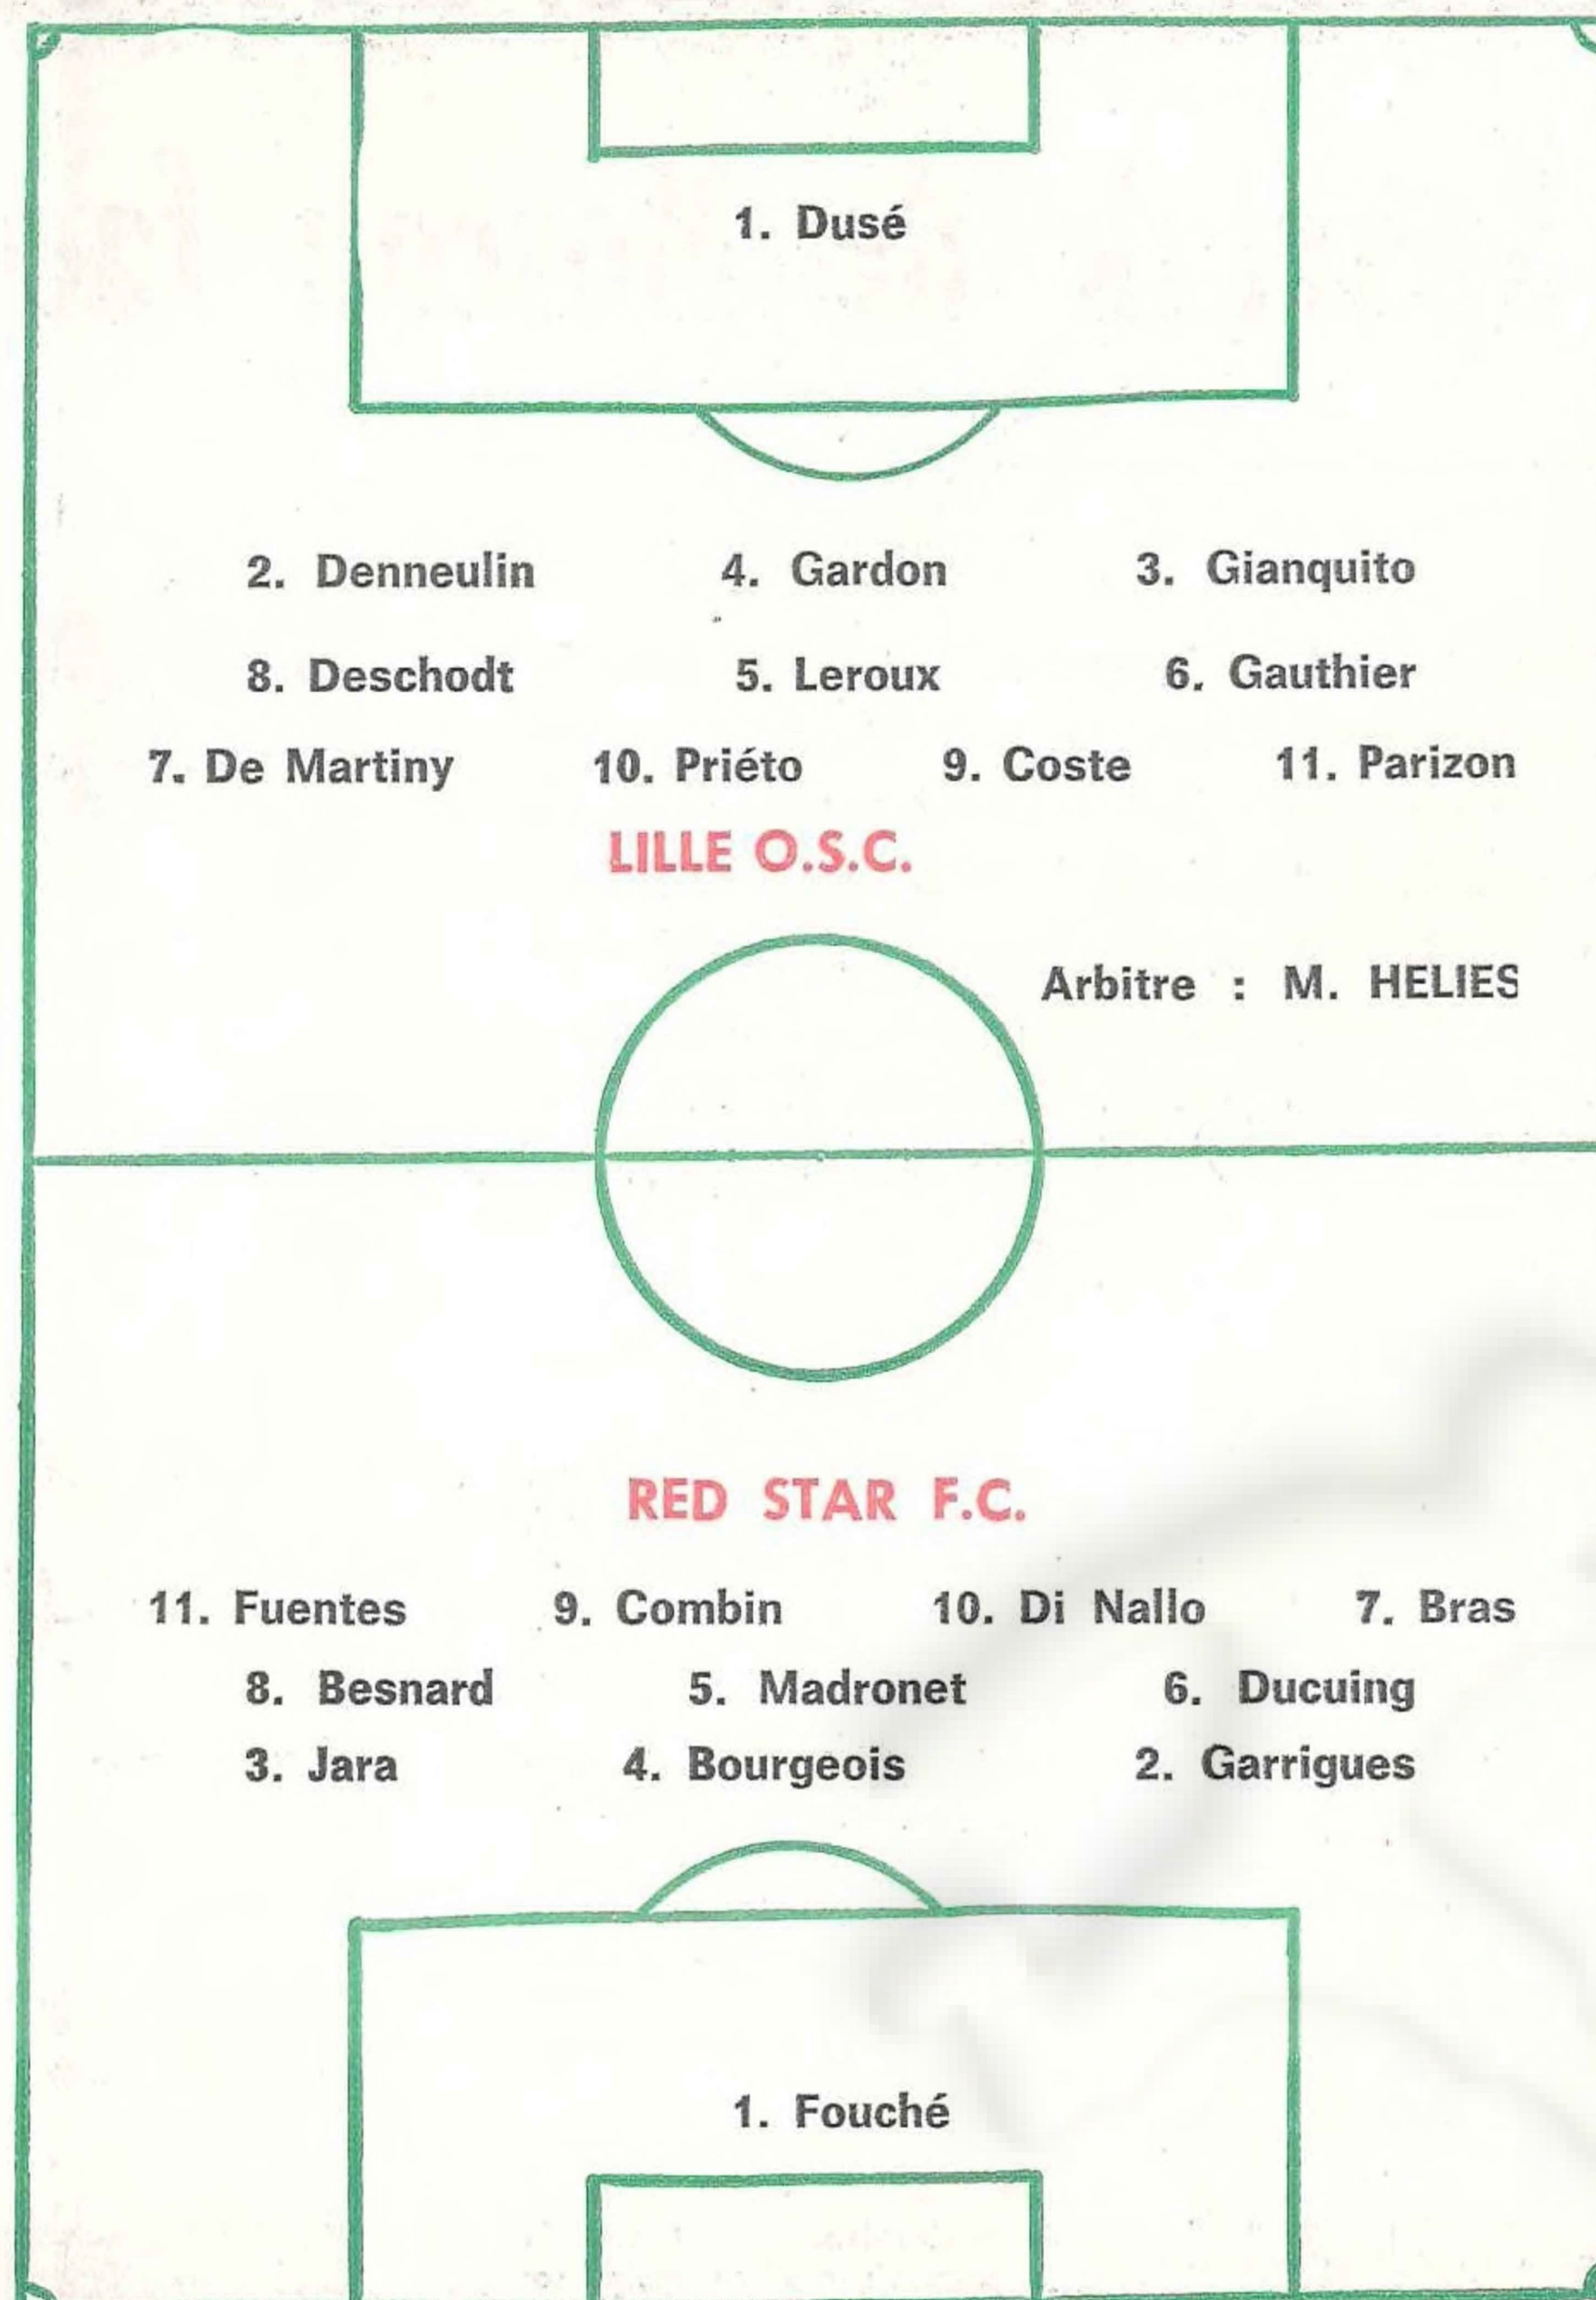 1. Dusé
2. Denneulin 4. Gardon 3. Gianquito
8. Deschodt 5. Leroux 6. Gauthier
7. De Martiny 10. Priéto 9. Coste 11. Parizon
LILLE O.S.C.
Arbitre : M. HELIES
RED STAR F.C.
11. Fuentes 9. Combin 10. Di Nallo 7. Bras
8. Besnard 5. Madronet 6. Ducuing
3. Jara 4. Bourgeois 2. Garrigues
1. Fouché